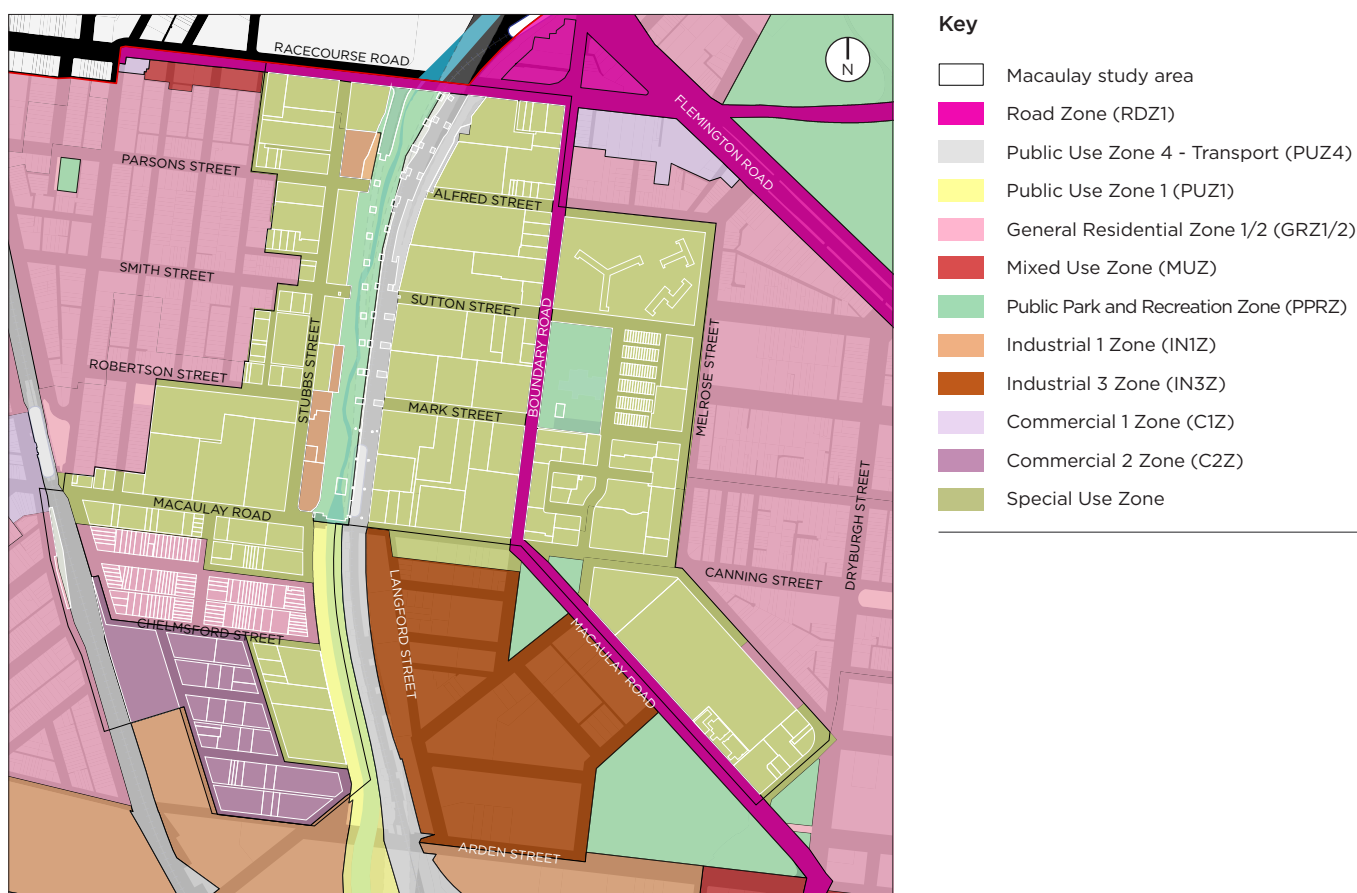 RACECOURSE ROAD
N
FLEMINGTON ROAD
PARSONS STREET
ALFRED STREET
SMITH STREET
SUTTON STREET
BOUNDARY ROAD
STUBBS STREET
MELROSE STREET
ROBERTSON STREET
MARK STREET
MACAULAY ROAD
DRYBURGH STREET
CANNING STREET
LANGFORD STREET
CHELMSFORD STREET
MACAULAY ROAD
ARDEN STREET
Key
Macaulay study area
Road Zone (RDZ1)
Public Use Zone 4 - Transport (PUZ4)
Public Use Zone 1 (PUZ1)
General Residential Zone 1/2 (GRZ1/2)
Mixed Use Zone (MUZ)
Public Park and Recreation Zone (PPRZ)
Industrial 1 Zone (IN1Z)
Industrial 3 Zone (IN3Z)
Commercial 1 Zone (C1Z)
Commercial 2 Zone (C2Z)
Special Use Zone